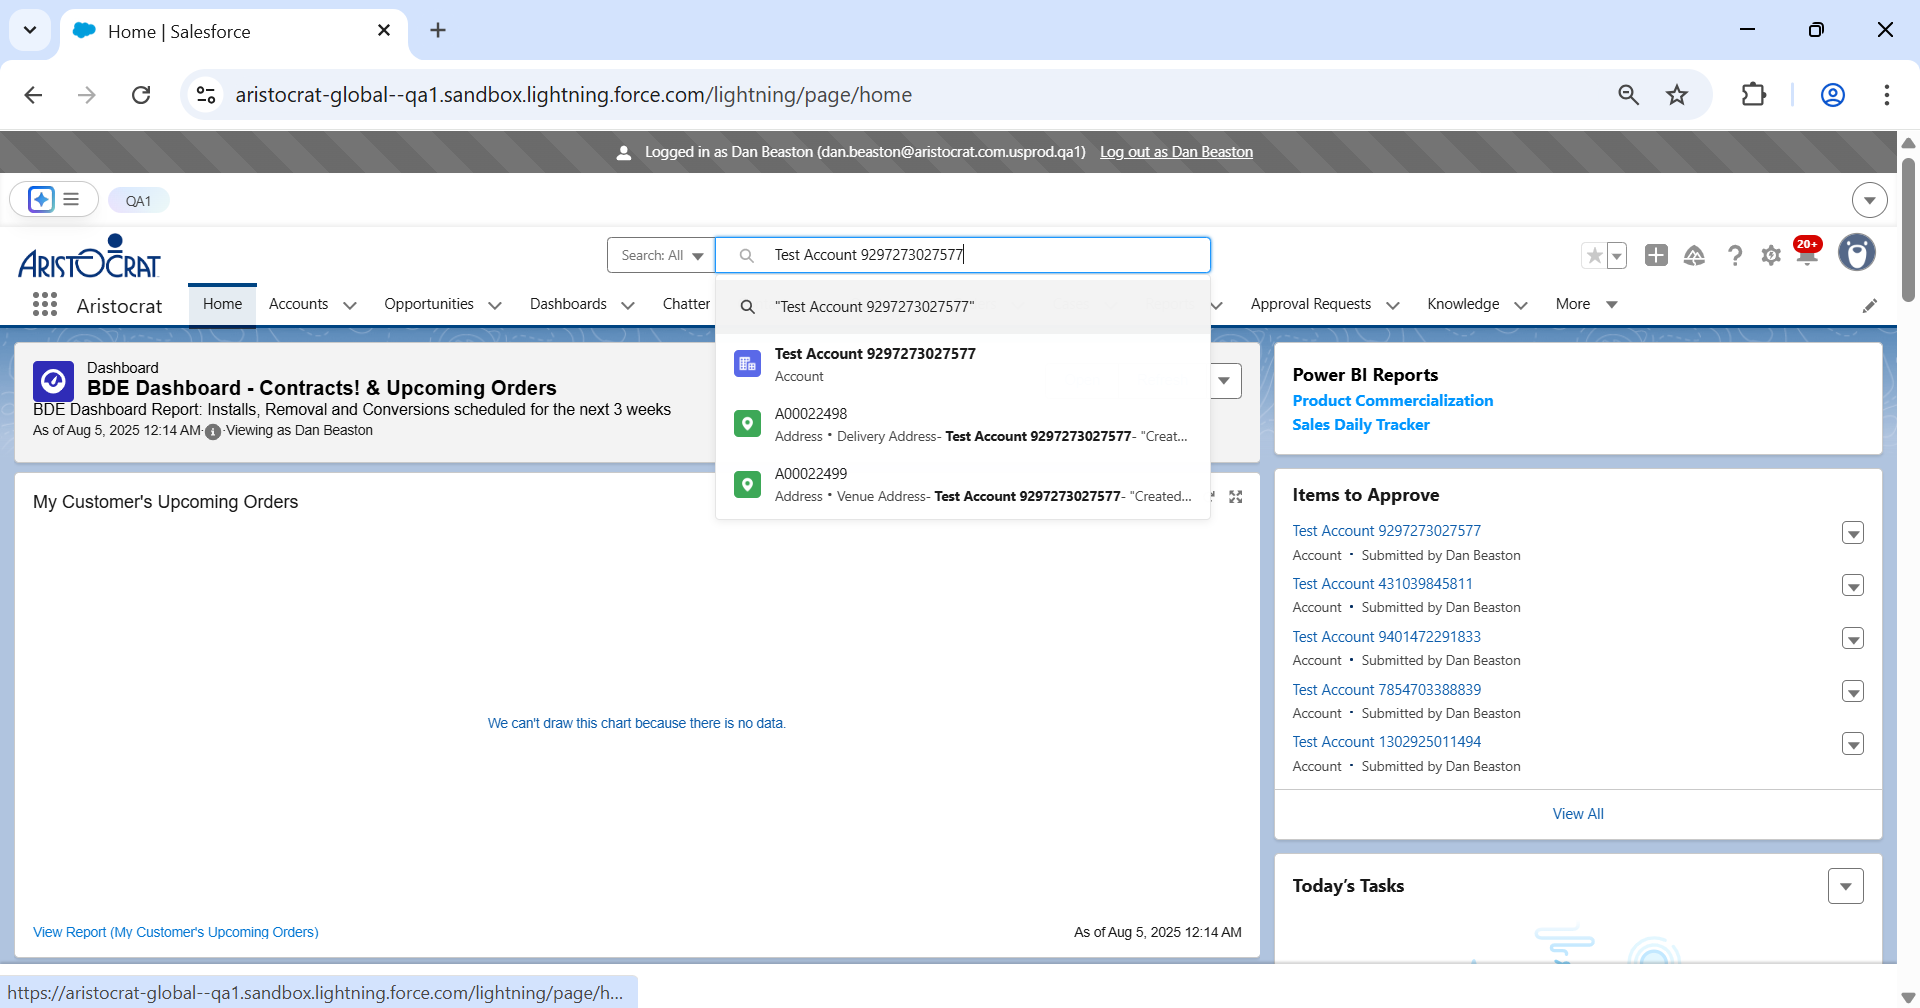 Home | Salesforce
aristocrat-global--qa1.sandbox.lightning.force.com/lightning/page/home
Logged in as Dan Beaston (dan.beaston@aristocrat.com.usprod.qa1) Log out as Dan Beaston
QA1
ARISTOCRAT
Search: All
Test Account 9297273027577
20+
Aristocrat
Home
Accounts
Opportunities
Dashboards
Chatter
Approval Requests
Knowledge
More
"Test Account 9297273027577"
Test Account 9297273027577
Account
A00022498
Address • Delivery Address- Test Account 9297273027577- "Creat...
A00022499
Address • Venue Address- Test Account 9297273027577- "Created...
Dashboard
BDE Dashboard - Contracts! & Upcoming Orders
BDE Dashboard Report: Installs, Removal and Conversions scheduled for the next 3 weeks
As of Aug 5, 2025 12:14 AM·Viewing as Dan Beaston
My Customer's Upcoming Orders
We can't draw this chart because there is no data.
View Report (My Customer's Upcoming Orders)
As of Aug 5, 2025 12:14 AM
Power BI Reports
Product Commercialization
Sales Daily Tracker
Items to Approve
Test Account 9297273027577
Account • Submitted by Dan Beaston
Test Account 431039845811
Account • Submitted by Dan Beaston
Test Account 9401472291833
Account • Submitted by Dan Beaston
Test Account 7854703388839
Account • Submitted by Dan Beaston
Test Account 1302925011494
Account • Submitted by Dan Beaston
View All
Today's Tasks
https://aristocrat-global--qa1.sandbox.lightning.force.com/lightning/page/h...